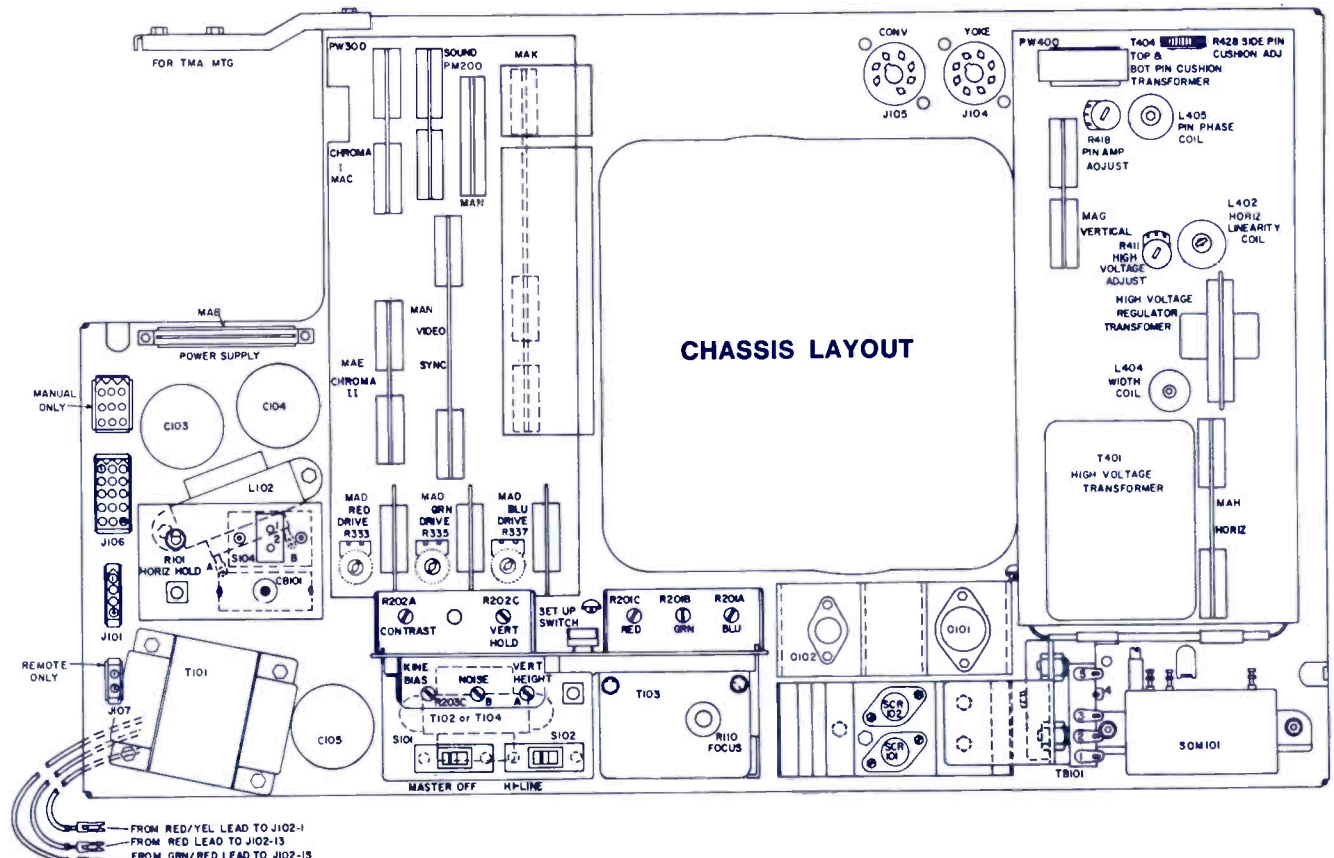 FOR TMA MTG
PW300
SOUND
PM200
MAK
CHROMA
I
MAC
MAN
CONV
J105
YOKE
J104
PW400
T404
TOP &
BOT PIN CUSHION
TRANSFORMER
R428 SIDE PIN
CUSHION ADJ
R418
PIN AMP
ADJUST
L405
PIN PHASE
COIL
MAG
VERTICAL
R411
HIGH
VOLTAGE
ADJUST
L402
HORIZ
LINEARITY
COIL
HIGH VOLTAGE
REGULATOR
TRANSFOMER
L404
WIDTH
COIL
T401
HIGH VOLTAGE
TRANSFORMER
MAH
HORIZ
CHASSIS LAYOUT
MAB
POWER SUPPLY
MANUAL
ONLY
C103
C104
L102
J106
R101
HORIZ HOLD
S104
1
2
A
B
CB101
J101
REMOTE
ONLY
J107
T101
C105
MAN
VIDEO
SYNC
MAE
CHROMA
II
MAD
RED
DRIVE
R333
MAD
GRN
DRIVE
R335
MAD
BLU
DRIVE
R337
R202A
CONTRAST
R202C
VERT
HOLD
SET UP
SWITCH
R201C
RED
R201B
GRN
R201A
BLU
KINE
BIAS
NOISE
VERT
HEIGHT
R203C
B
A
T102 or T104
S101
S102
MASTER OFF
HI-LINE
T103
R110
FOCUS
Q102
Q101
SCR
102
SCR
101
5
4
3
2
TB101
SQM101
FROM RED/YEL LEAD TO J102-1
FROM RED LEAD TO J102-13
FROM GRN/RED LEAD TO J102-15